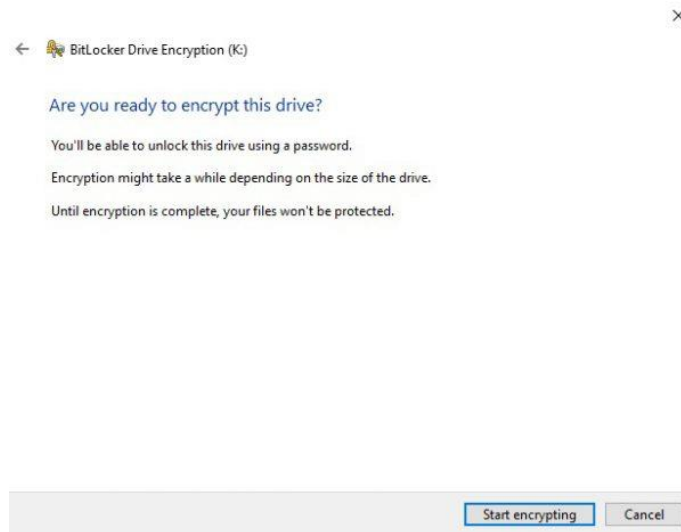 BitLocker Drive Encryption (K:)
Are you ready to encrypt this drive?
You'll be able to unlock this drive using a password.
Encryption might take a while depending on the size of the drive.
Until encryption is complete, your files won't be protected.
Start encrypting
Cancel